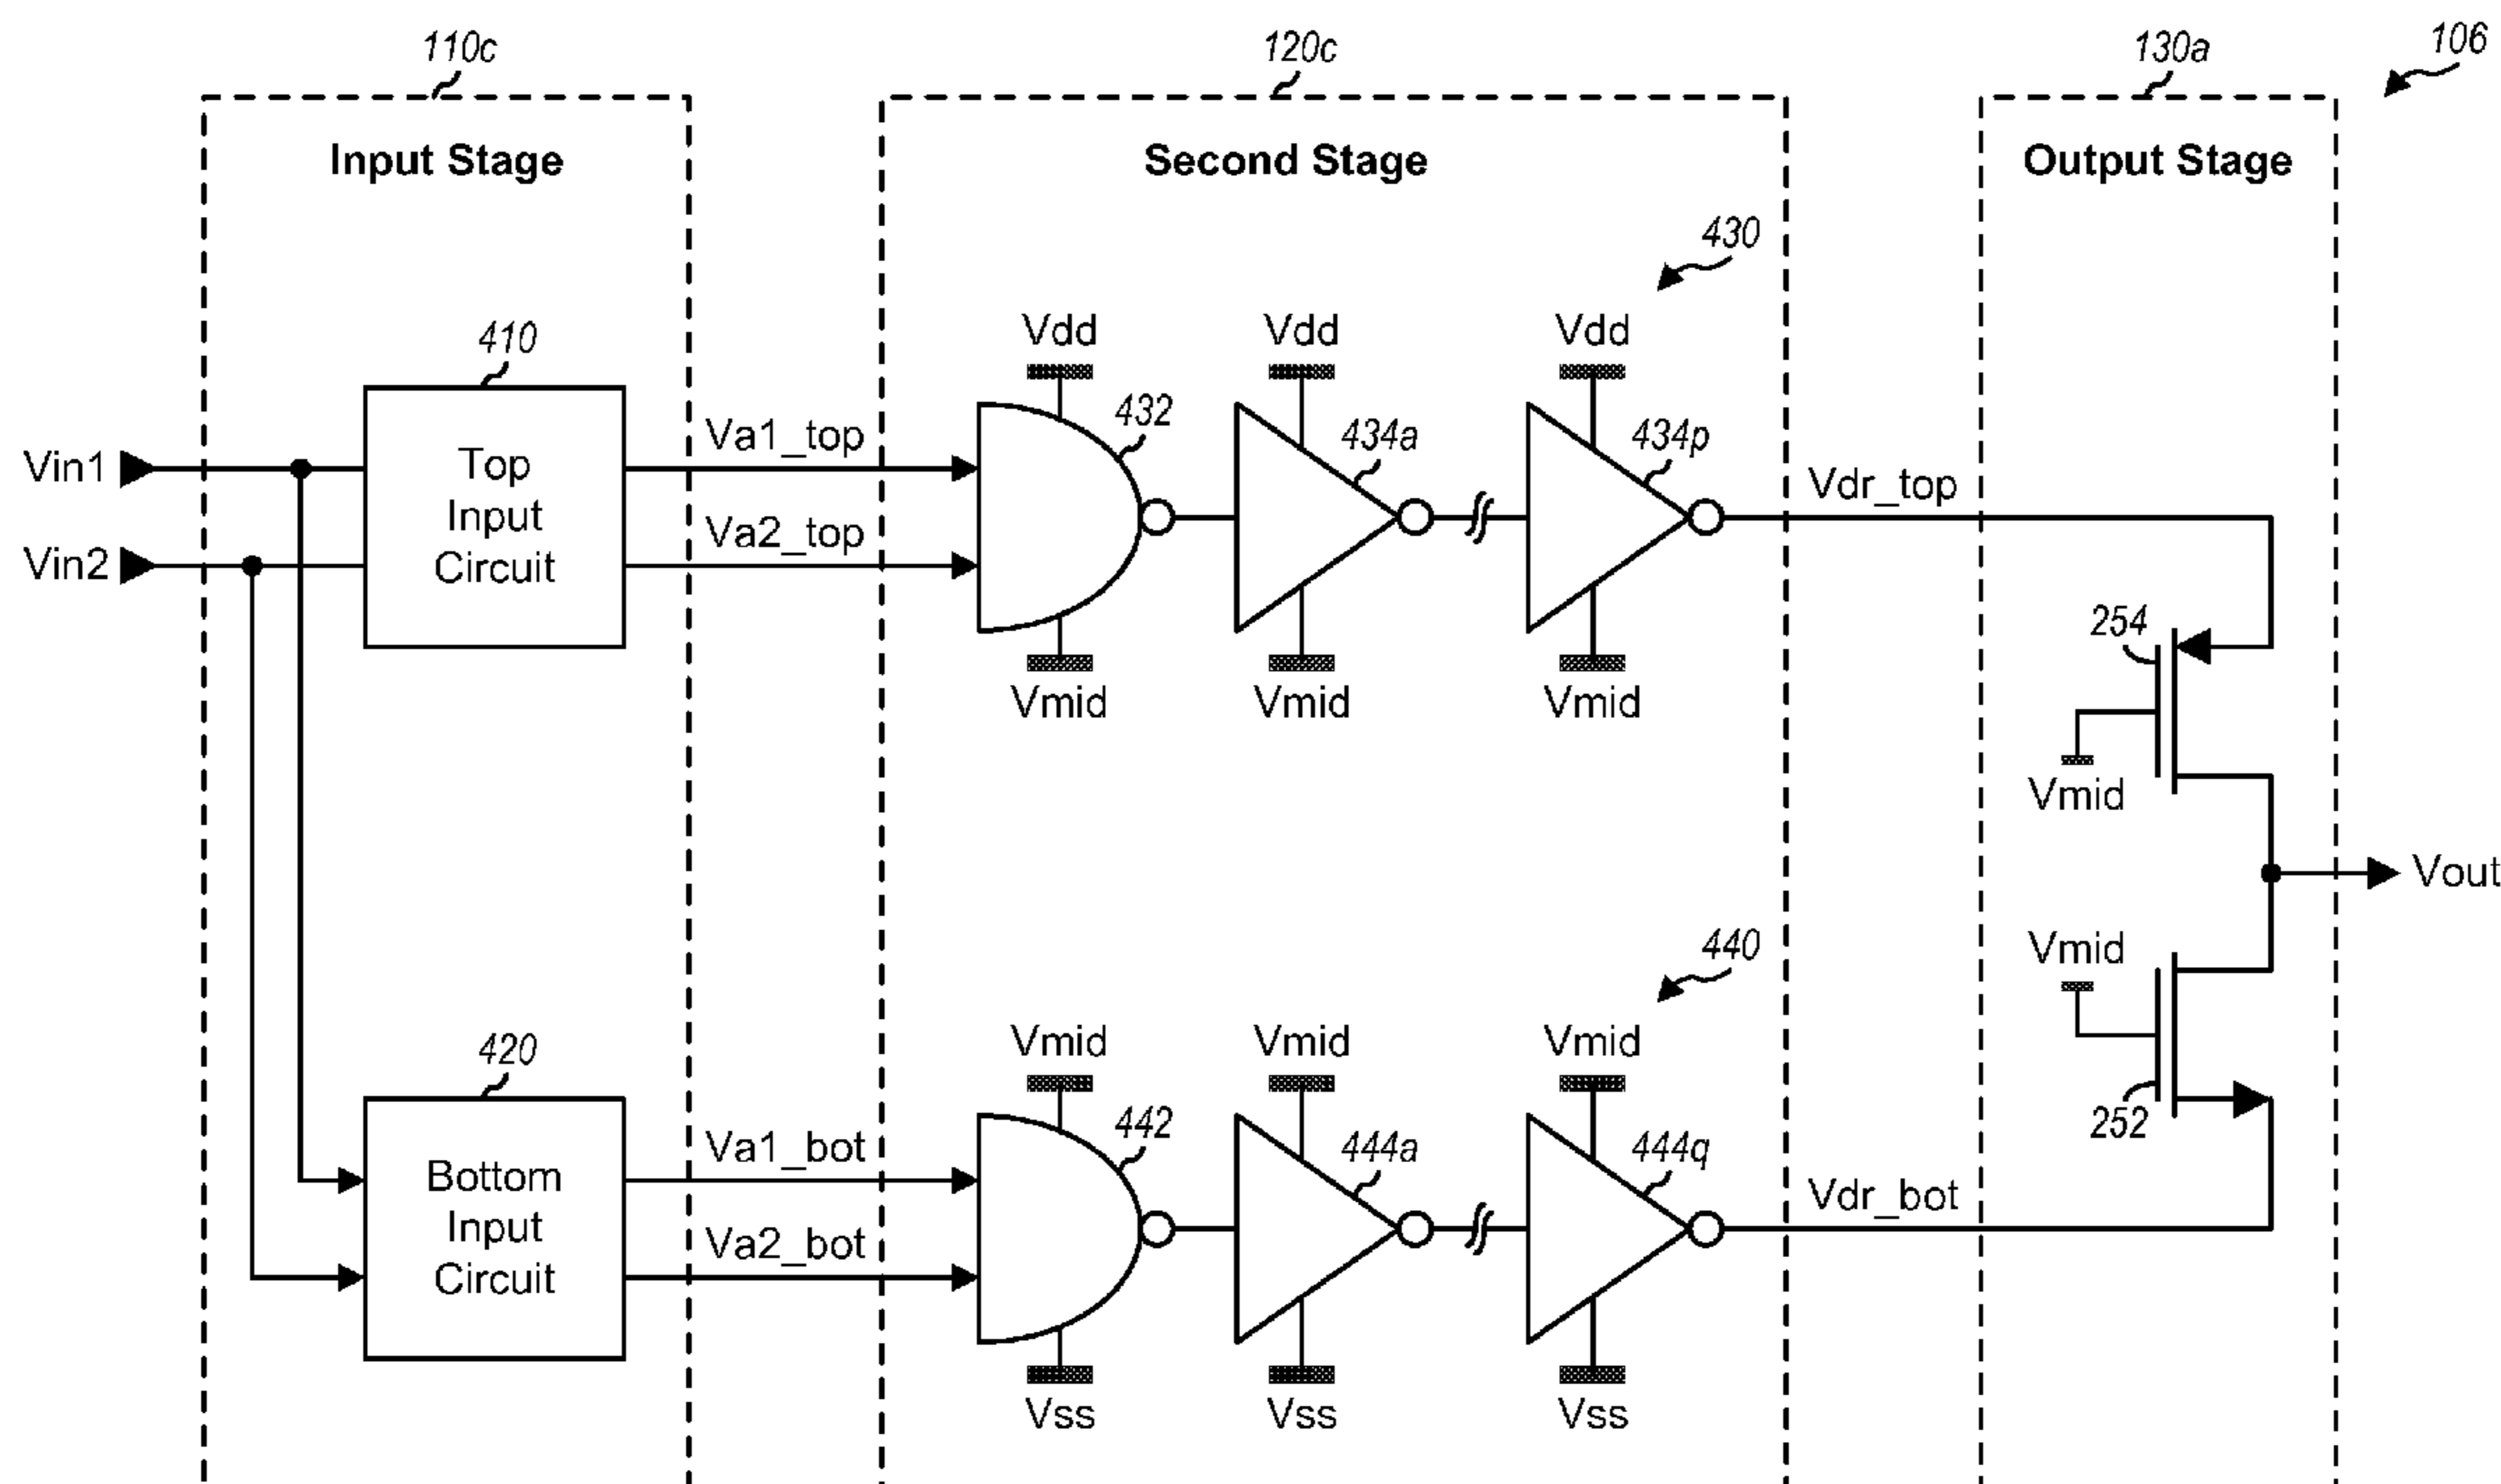 110c
120c
130a
106
Input Stage
Second Stage
Output Stage
430
Vdd
Vdd
Vdd
410
432
434a
434p
Vin1
Vin2
Top
Input
Circuit
Va1_top
Va2_top
Vdr_top
Vmid
Vmid
Vmid
254
Vmid
Vout
Vmid
252
440
Vmid
Vmid
Vmid
420
442
444a
444q
Bottom
Input
Circuit
Va1_bot
Va2_bot
Vdr_bot
Vss
Vss
Vss